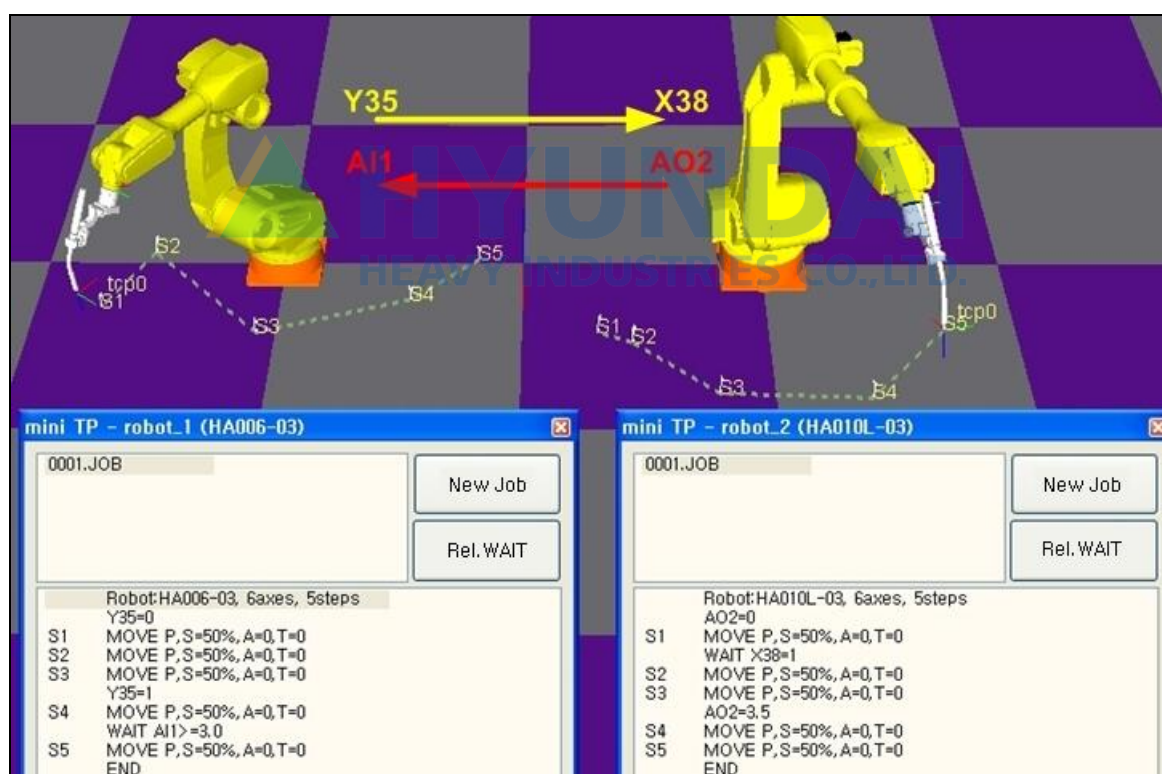 Y35 X38
AI1 AO2
HYUNDAI
HEAVY INDUSTRIES CO.,LTD.
S2
S5
tcp0
S1
S4
S3
S1
S2
tcp0
S5
S3
S4
mini TP - robot_1 (HA006-03)
0001.JOB
New Job
Rel.WAIT
Robot:HA006-03, 6axes, 5steps
Y35=0
S1 MOVE P,S=50%,A=0,T=0
S2 MOVE P,S=50%,A=0,T=0
S3 MOVE P,S=50%,A=0,T=0
Y35=1
S4 MOVE P,S=50%,A=0,T=0
WAIT AI1>=3.0
S5 MOVE P,S=50%,A=0,T=0
END
mini TP - robot_2 (HA010L-03)
0001.JOB
New Job
Rel.WAIT
Robot:HA010L-03, 6axes, 5steps
AO2=0
S1 MOVE P,S=50%,A=0,T=0
WAIT X38=1
S2 MOVE P,S=50%,A=0,T=0
S3 MOVE P,S=50%,A=0,T=0
AO2=3.5
S4 MOVE P,S=50%,A=0,T=0
S5 MOVE P,S=50%,A=0,T=0
END